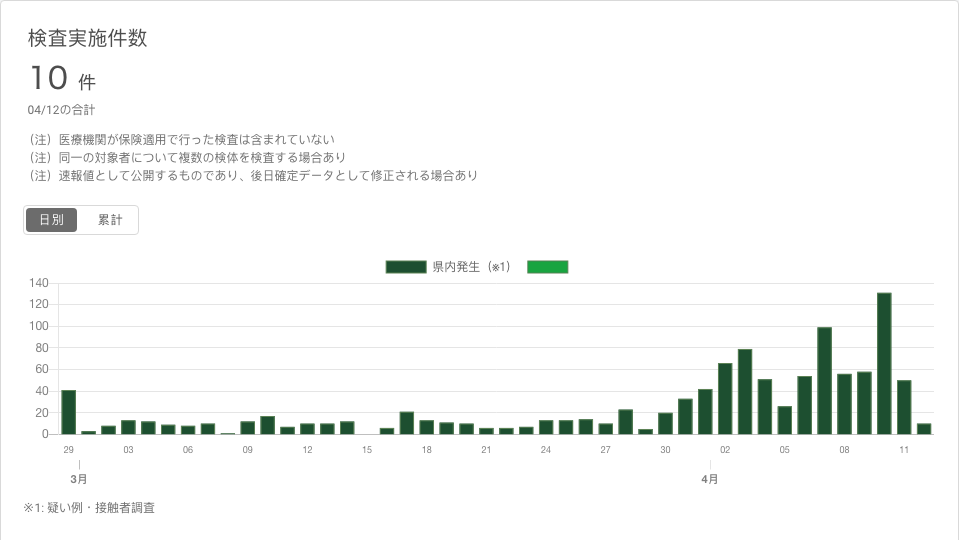 検査実施件数
10 件
04/12の合計
（注）医療機関が保険適用で行った検査は含まれていない
（注）同一の対象者について複数の検体を検査する場合あり
（注）速報値として公開するものであり、後日確定データとして修正される場合あり
日別 累計
県内発生（※1）
140
120
100
80
60
40
20
0
29 03 06 09 12 15 18 21 24 27 30 02 05 08 11
3月 4月
※1: 疑い例・接触者調査